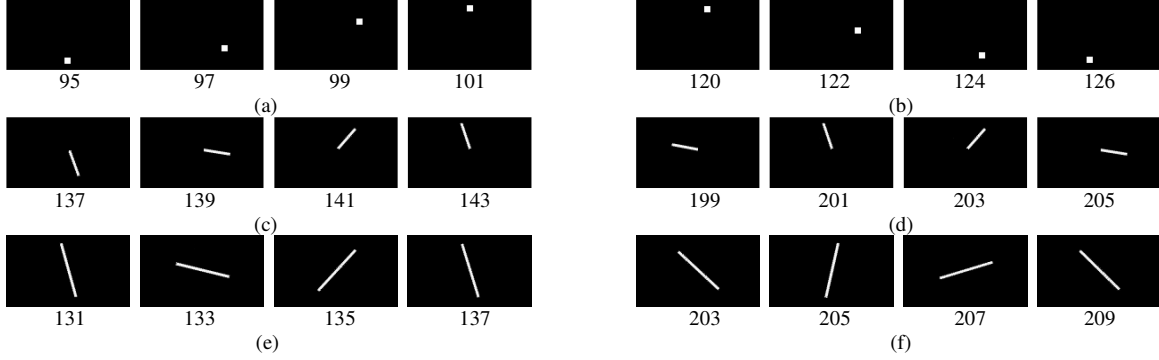 95 97 99 101 120 122 124 126
(a) (b)
137 139 141 143 199 201 203 205
(c) (d)
131 133 135 137 203 205 207 209
(e) (f)